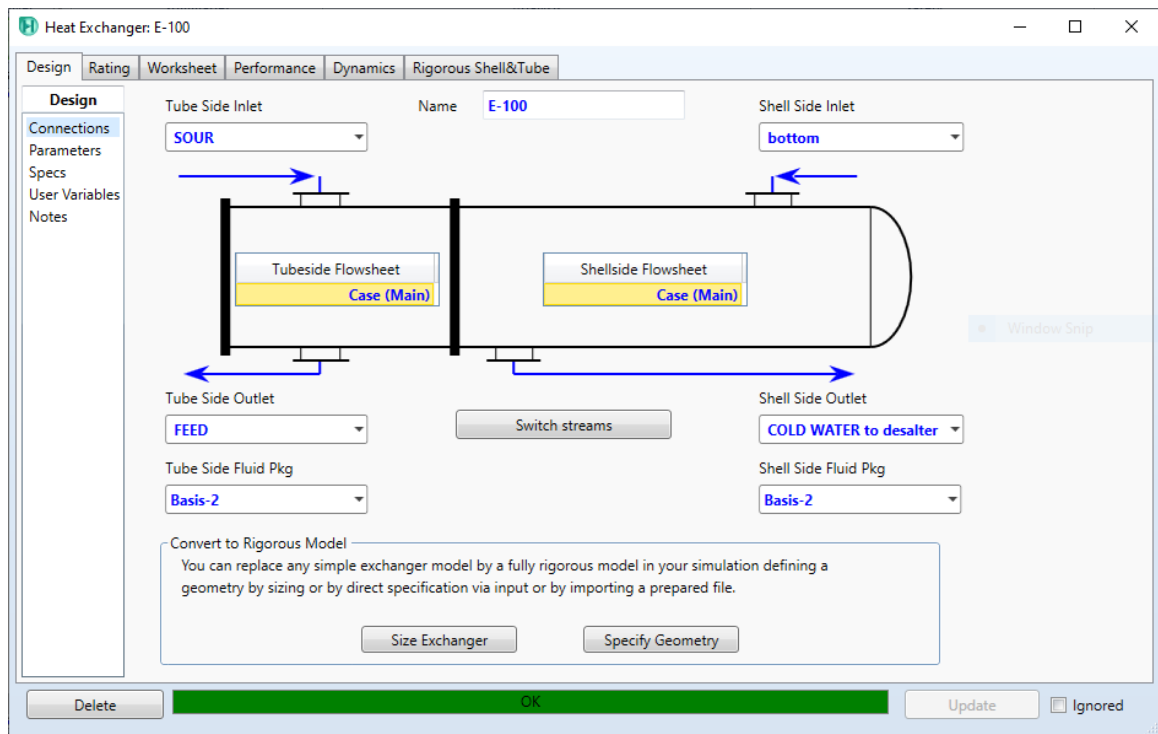 Heat Exchanger: E-100
Design Rating Worksheet Performance Dynamics Rigorous Shell&Tube
Design
Connections
Parameters
Specs
User Variables
Notes
Tube Side Inlet
SOUR
Name E-100
Shell Side Inlet
bottom
Tubeside Flowsheet
Case (Main)
Shellside Flowsheet
Case (Main)
Window Snip
Tube Side Outlet
FEED
Switch streams
Shell Side Outlet
COLD WATER to desalter
Tube Side Fluid Pkg
Basis-2
Shell Side Fluid Pkg
Basis-2
Convert to Rigorous Model
You can replace any simple exchanger model by a fully rigorous model in your simulation defining a
geometry by sizing or by direct specification via input or by importing a prepared file.
Size Exchanger Specify Geometry
Delete OK Update Ignored